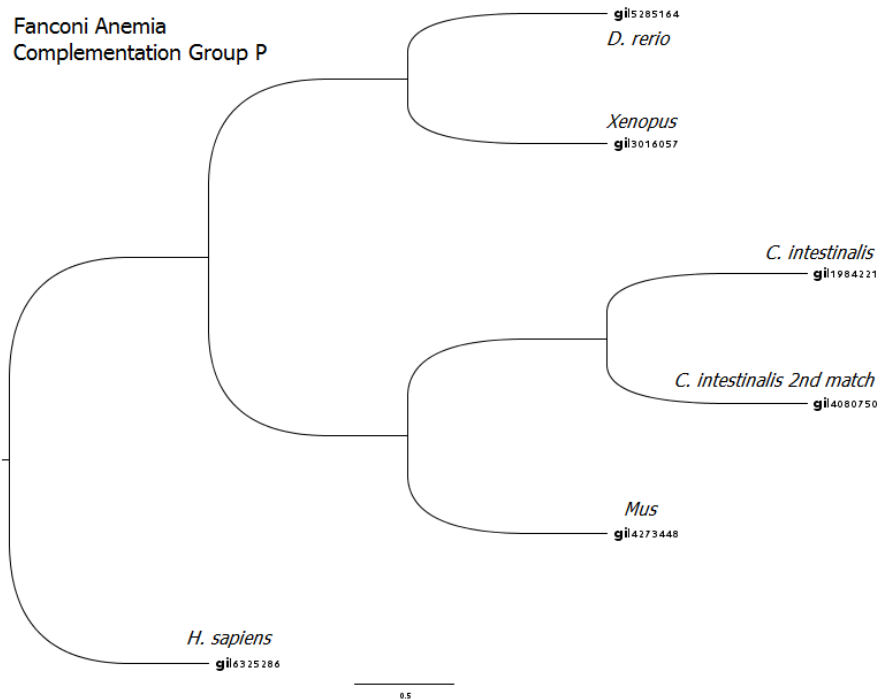 Fanconi Anemia
Complementation Group P
gi|5285164
D. rerio
Xenopus
gi|3016057
C. intestinalis
gi|1984221
C. intestinalis 2nd match
gi|4080750
Mus
gi|4273448
H. sapiens
gi|6325286
0.5